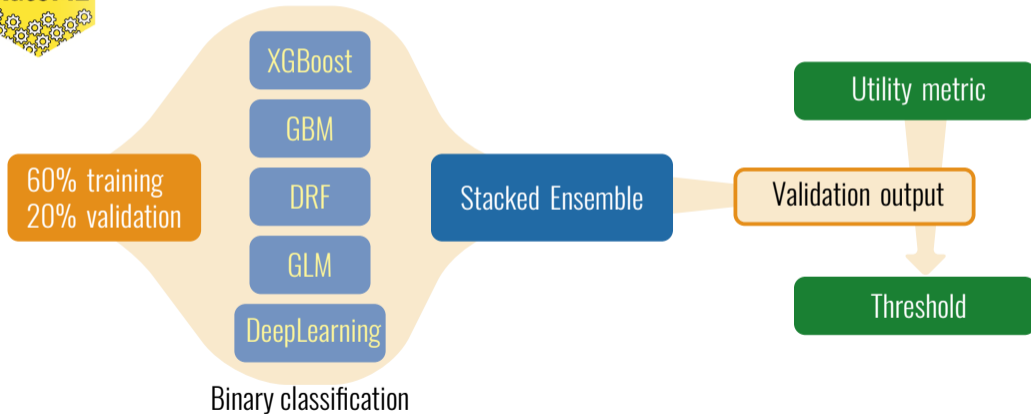 XGBoost
GBM
DRF
GLM
DeepLearning
Binary classification
60% training
20% validation
Stacked Ensemble
Utility metric
Validation output
Threshold